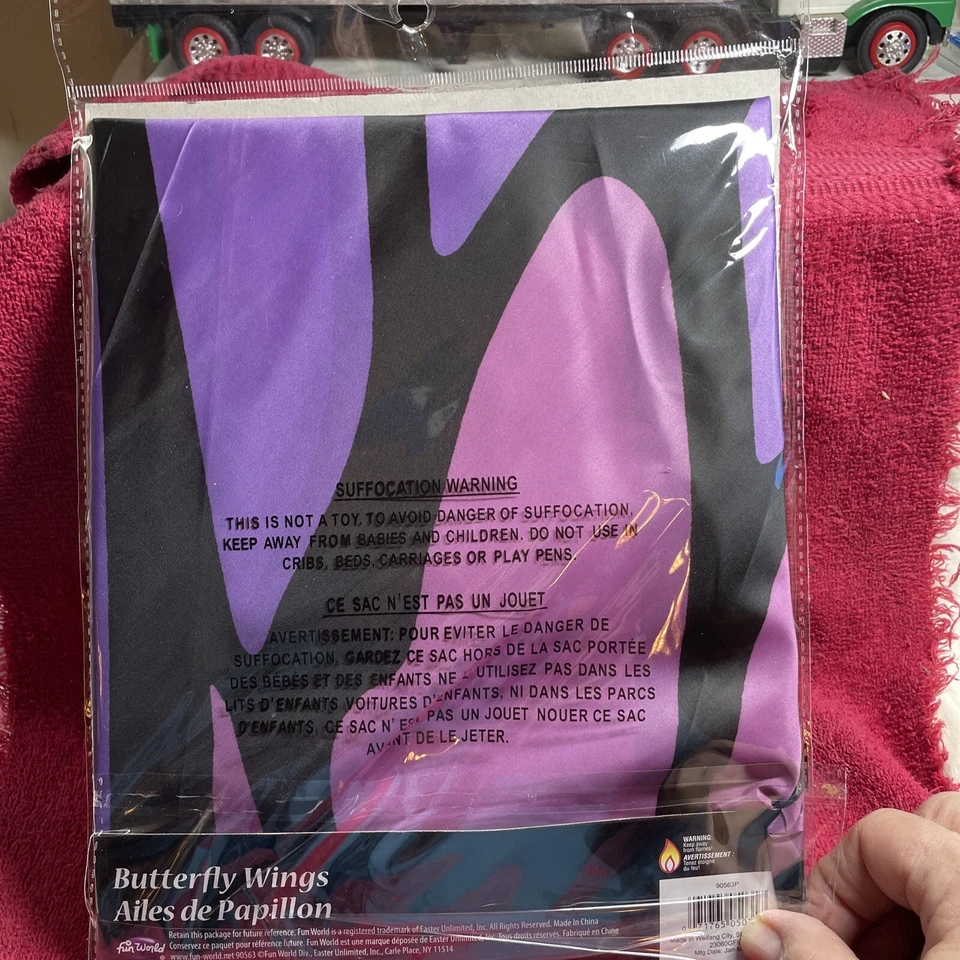 SUFFOCATION WARNING
THIS IS NOT A TOY. TO AVOID DANGER OF SUFFOCATION,
KEEP AWAY FROM BABIES AND CHILDREN. DO NOT USE IN
CRIBS, BEDS, CARRIAGES OR PLAY PENS.
CE SAC N'EST PAS UN JOUET
AVERTISSEMENT: POUR EVITER LE DANGER DE
SUFFOCATION, GARDEZ CE SAC HORS DE LA SAC PORTÉE
DES BÉBÉS ET DES ENFANTS NE UTILISEZ PAS DANS LES
LITS D'ENFANTS VOITURES D'ENFANTS, NI DANS LES PARCS
D'ENFANTS, CE SAC N'EST PAS UN JOUET NOUER CE SAC
AVANT DE LE JETER.
WARNING:
Keep away
from flames!
AVERTISSEMENT :
Tenez éloigné
du feu!
Butterfly Wings
Ailes de Papillon
90563P
fun World
Retain this package for future reference. Fun World is a registered trademark of Easter Unlimited, Inc. All Rights Reserved. Made in China
Conservez ce paquet pour référence future. Fun World est une marque déposée de Easter Unlimited, Inc. Tous droits réservés. Fabriqué en Chine
www.fun-world.net 90563 ©Fun World Div., Easter Unlimited, Inc., Carle Place, NY 11514
Made in Weifang City,
23060GF
Mfg Date: Jan